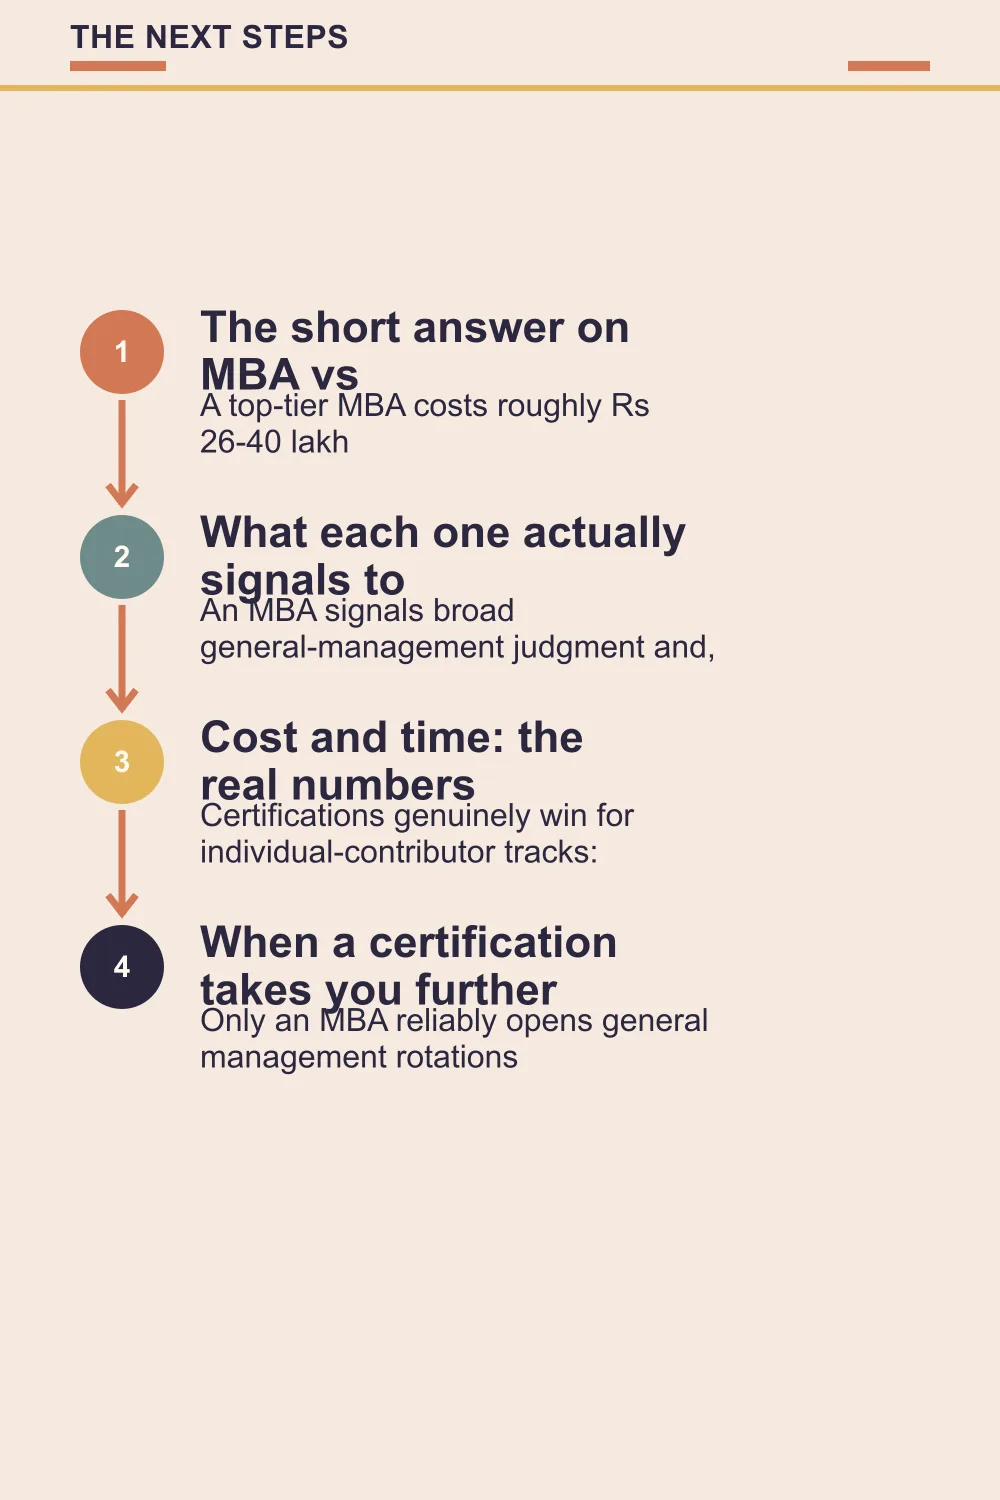 THE NEXT STEPS
1
The short answer on
MBA vs
A top-tier MBA costs roughly Rs
26-40 lakh
2
What each one actually
signals to
An MBA signals broad
general-management judgment and,
3
Cost and time: the
real numbers
Certifications genuinely win for
individual-contributor tracks:
4
When a certification
takes you further
Only an MBA reliably opens general
management rotations